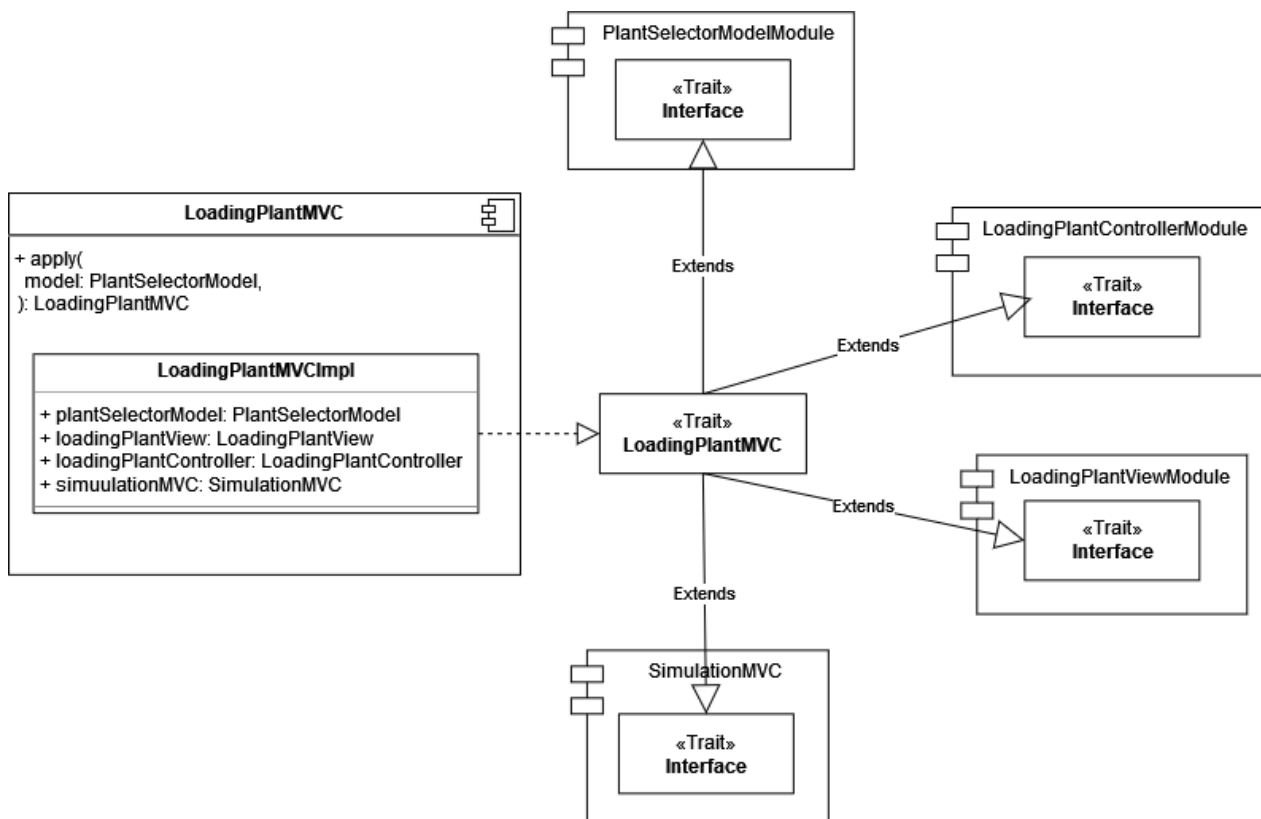 PlantSelectorModelModule
«Trait»
Interface
LoadingPlantMVC
+ apply(
model: PlantSelectorModel,
): LoadingPlantMVC
LoadingPlantMVCImpl
+ plantSelectorModel: PlantSelectorModel
+ loadingPlantView: LoadingPlantView
+ loadingPlantController: LoadingPlantController
+ simuulationMVC: SimulationMVC
Extends
LoadingPlantControllerModule
«Trait»
Interface
Extends
«Trait»
LoadingPlantMVC
LoadingPlantViewModule
«Trait»
Interface
Extends
Extends
SimulationMVC
«Trait»
Interface